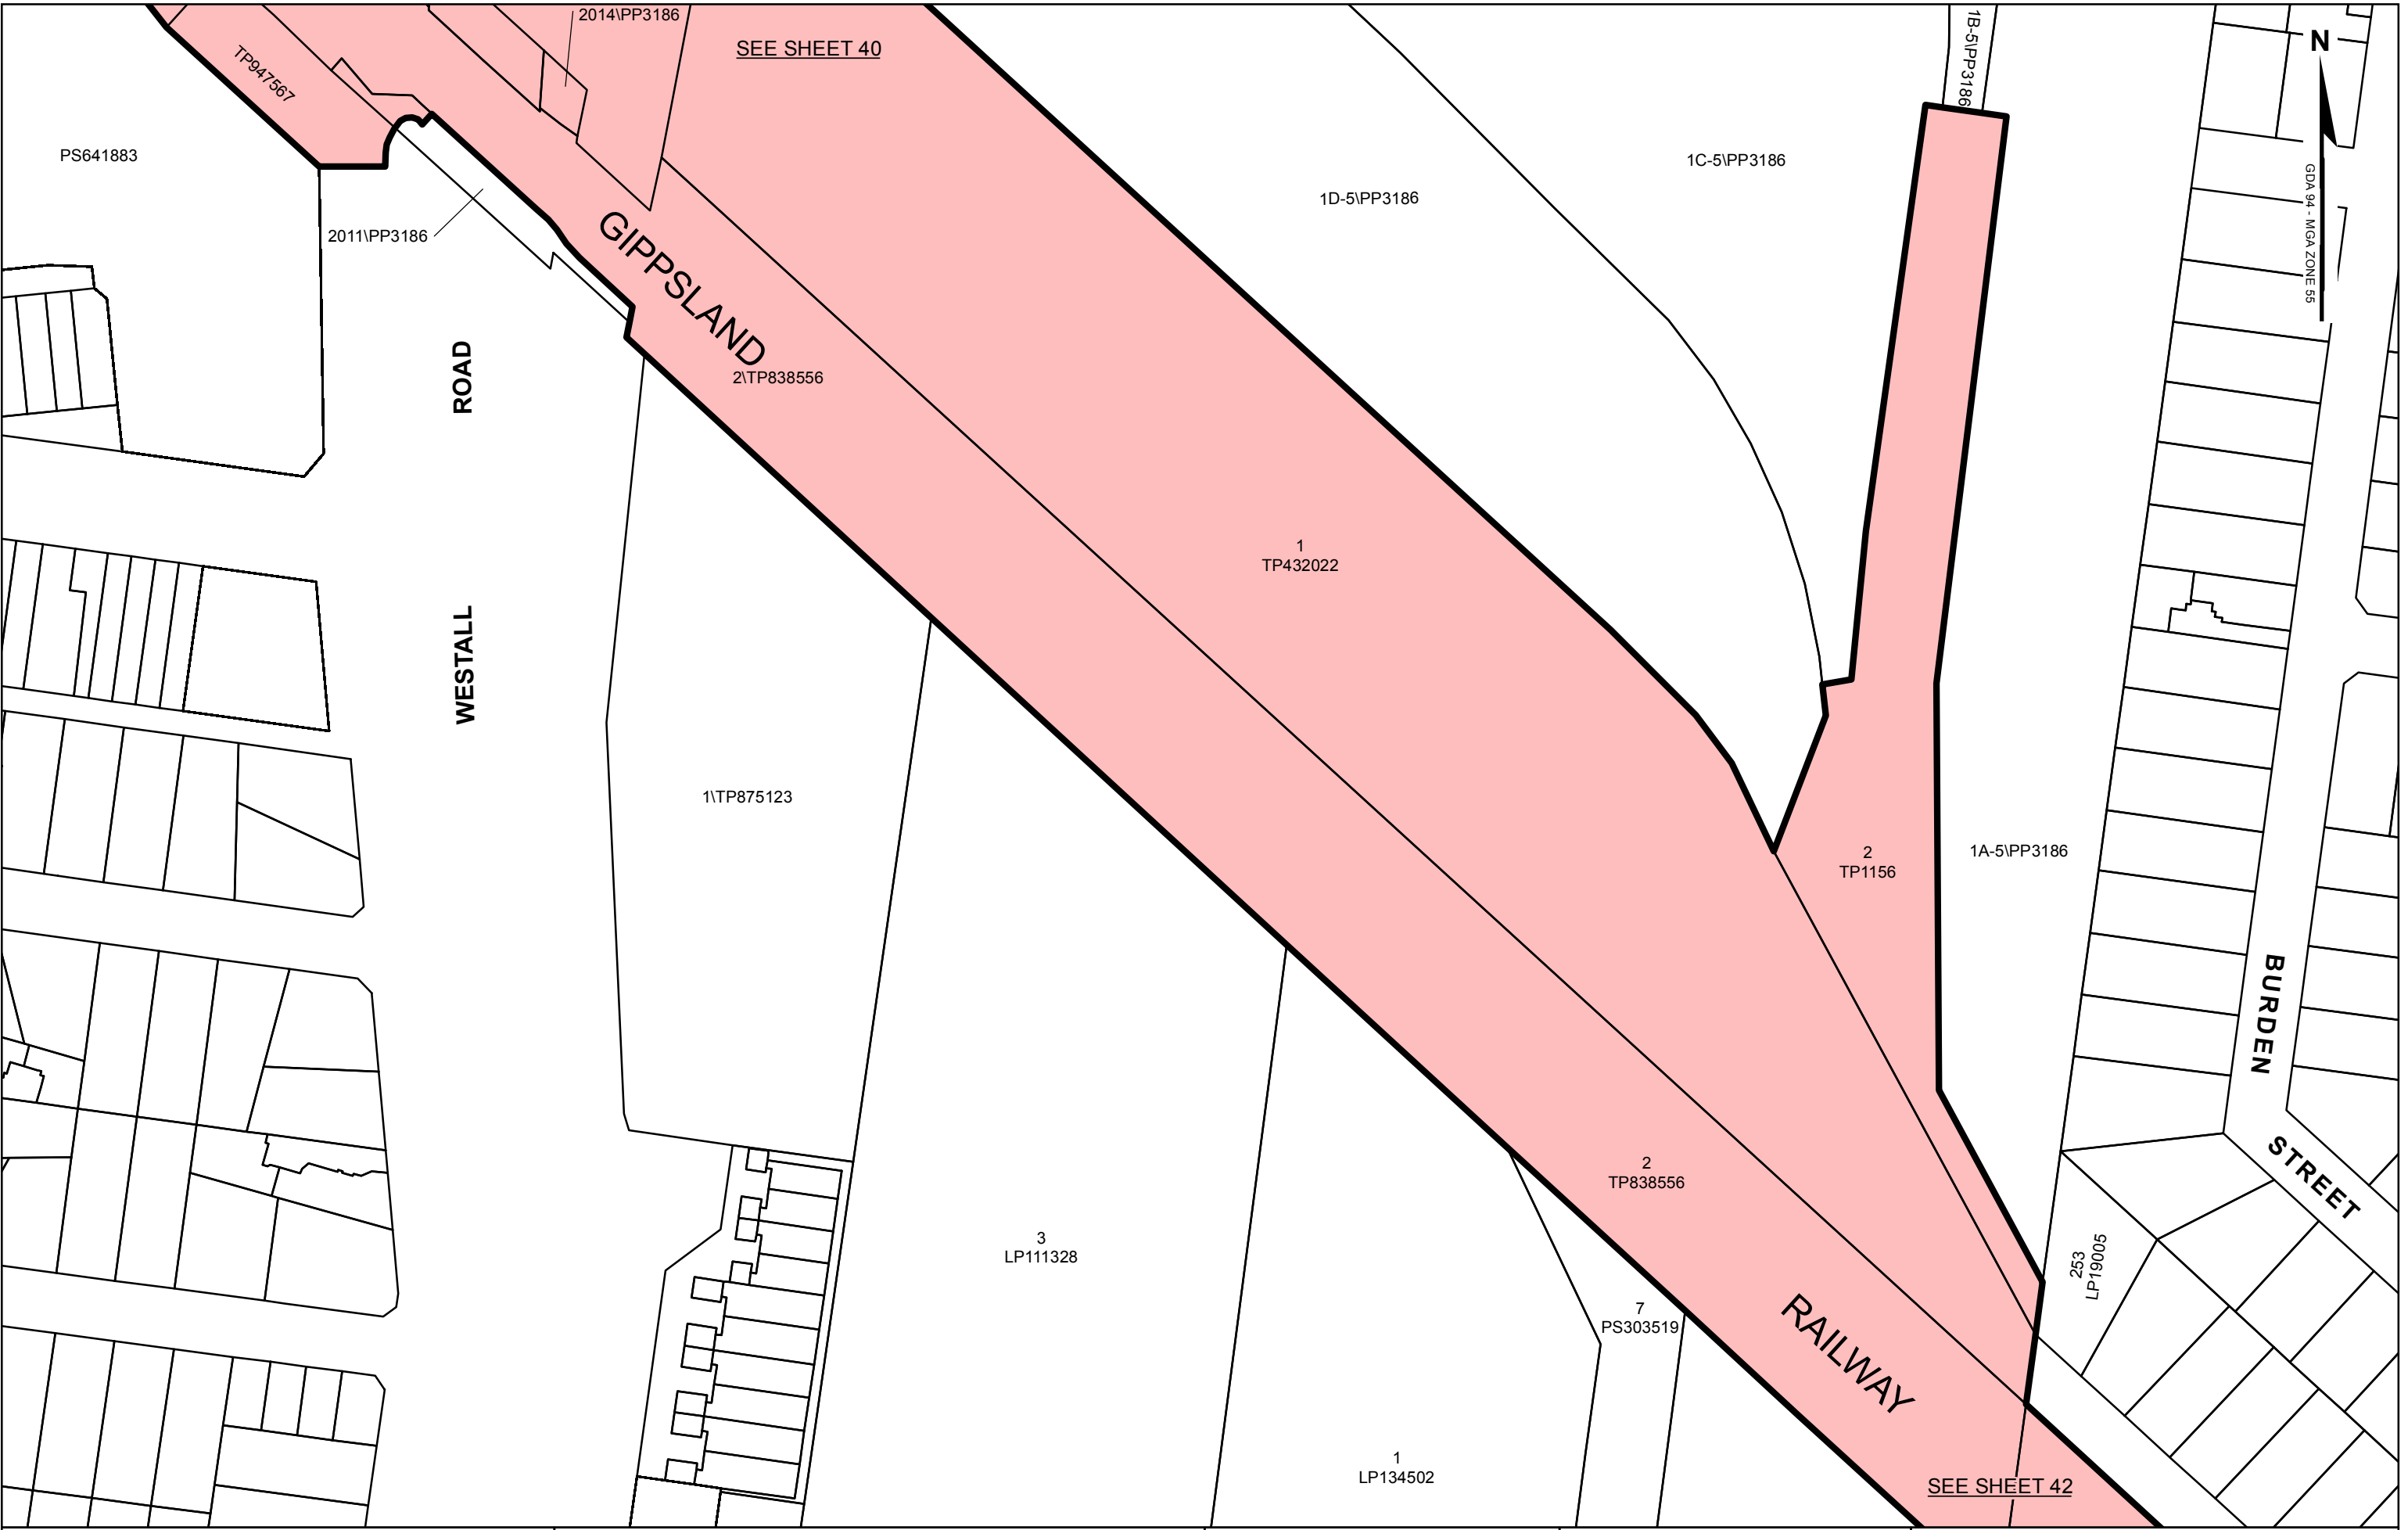 2014\PP3186
SEE SHEET 40
1B-5\PP3186
N
GDA 94 - MGA ZONE 55
TP947567
PS641883
1C-5\PP3186
1D-5\PP3186
2011\PP3186
GIPPSLAND
2\TP838556
ROAD
WESTALL
1
TP432022
1\TP875123
2
TP1156
1A-5\PP3186
BURDEN
STREET
2
TP838556
3
LP111328
253
LP19005
7
PS303519
RAILWAY
1
LP134502
SEE SHEET 42